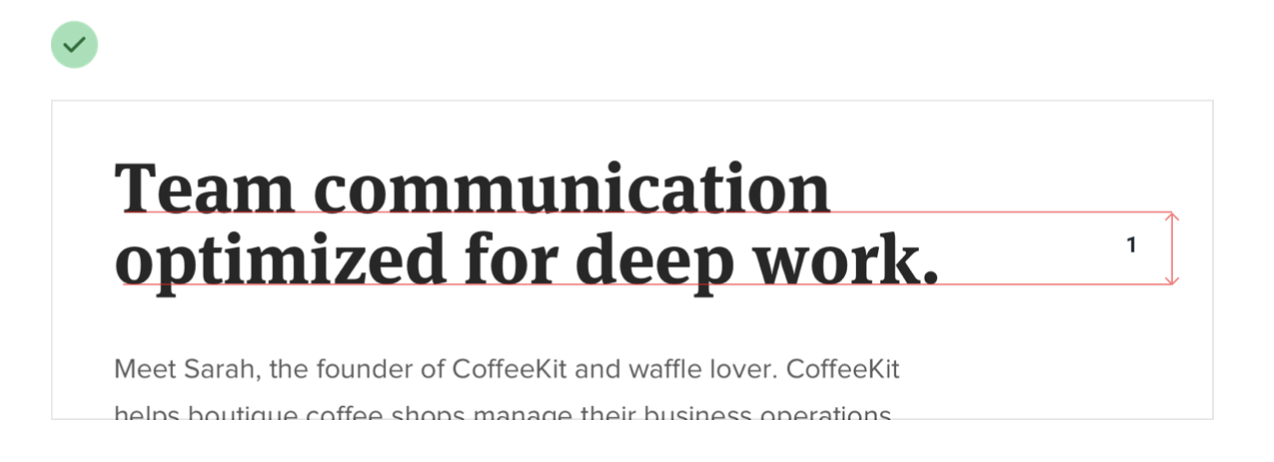 Team communication
optimized for deep work.
1
Meet Sarah, the founder of CoffeeKit and waffle lover. CoffeeKit
helps boutique coffee shops manage their business operations